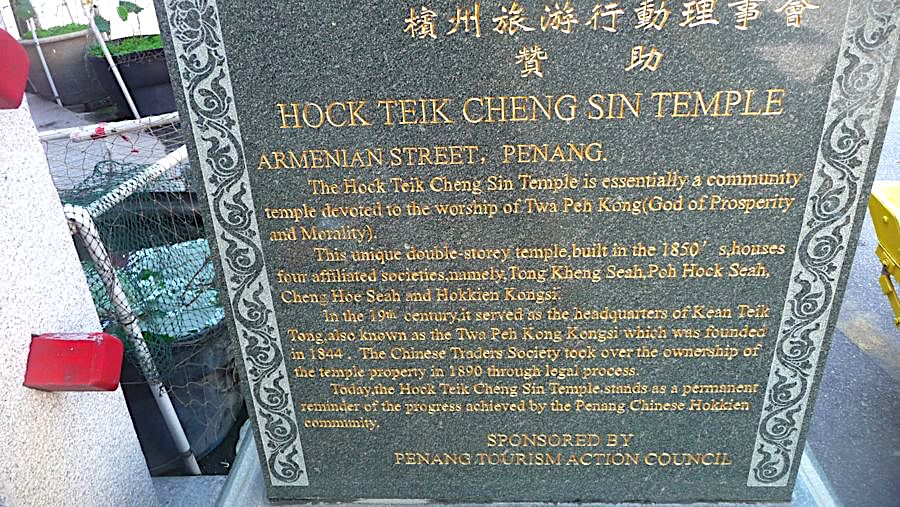 檳州旅游行動理事會
贊 助
HOCK TEIK CHENG SIN TEMPLE
ARMENIAN STREET, PENANG.
The Hock Teik Cheng Sin Temple is essentially a community
temple devoted to the worship of Twa Peh Kong(God of Prosperity
and Morality).
This unique double-storey temple,built in the 1850's,houses
four affiliated societies,namely,Tong Kheng Seah,Poh Hock Seah,
Cheng Hoe Seah and Hokkien Kongsi.
In the 19th century,it served as the headquarters of Kean Teik
Tong,also known as the Twa Peh Kong Kongsi which was founded
in 1844. The Chinese Traders Society took over the ownership of
the temple property in 1890 through legal process.
Today,the Hock Teik Cheng Sin Temple,stands as a permanent
reminder of the progress achieved by the Penang Chinese Hokkien
community.
SPONSORED BY
PENANG TOURISM ACTION COUNCIL